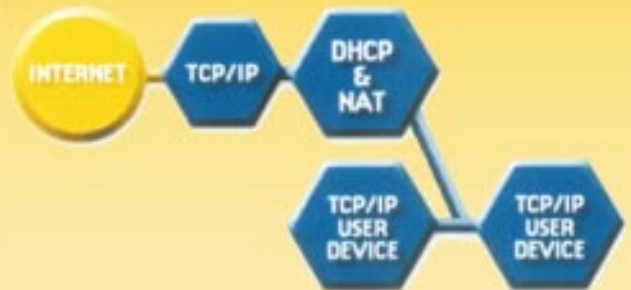 INTERNET
TCP/IP
DHCP
&
NAT
TCP/IP
USER
DEVICE
TCP/IP
USER
DEVICE